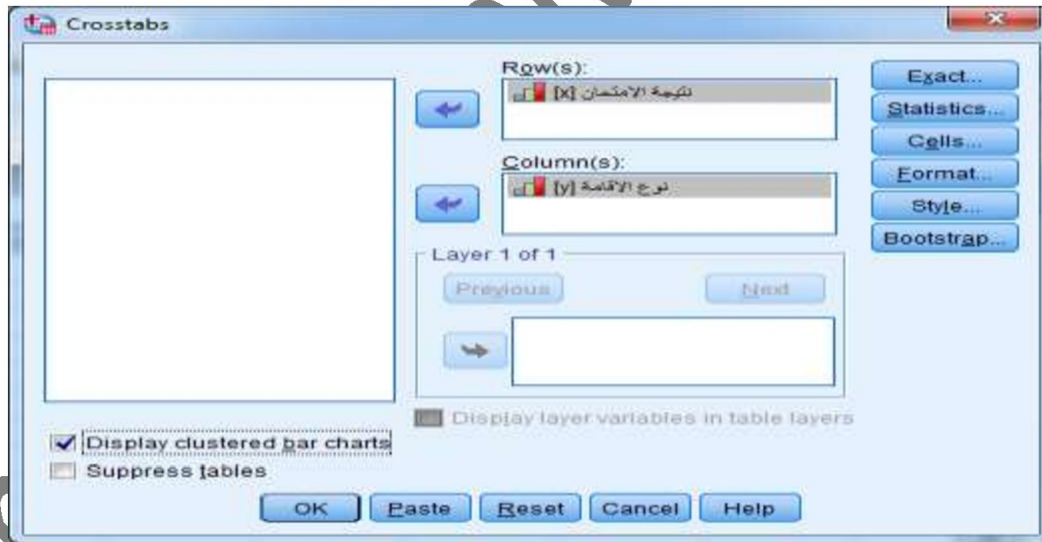 Crosstabs
Row(s):
نتيجة الامتحان [x]
Column(s):
نوع الاقامة [y]
Layer 1 of 1
Previous
Next
Display layer variables in table layers
Display clustered bar charts
Suppress tables
Exact...
Statistics...
Cells...
Format...
Style...
Bootstrap...
OK
Paste
Reset
Cancel
Help